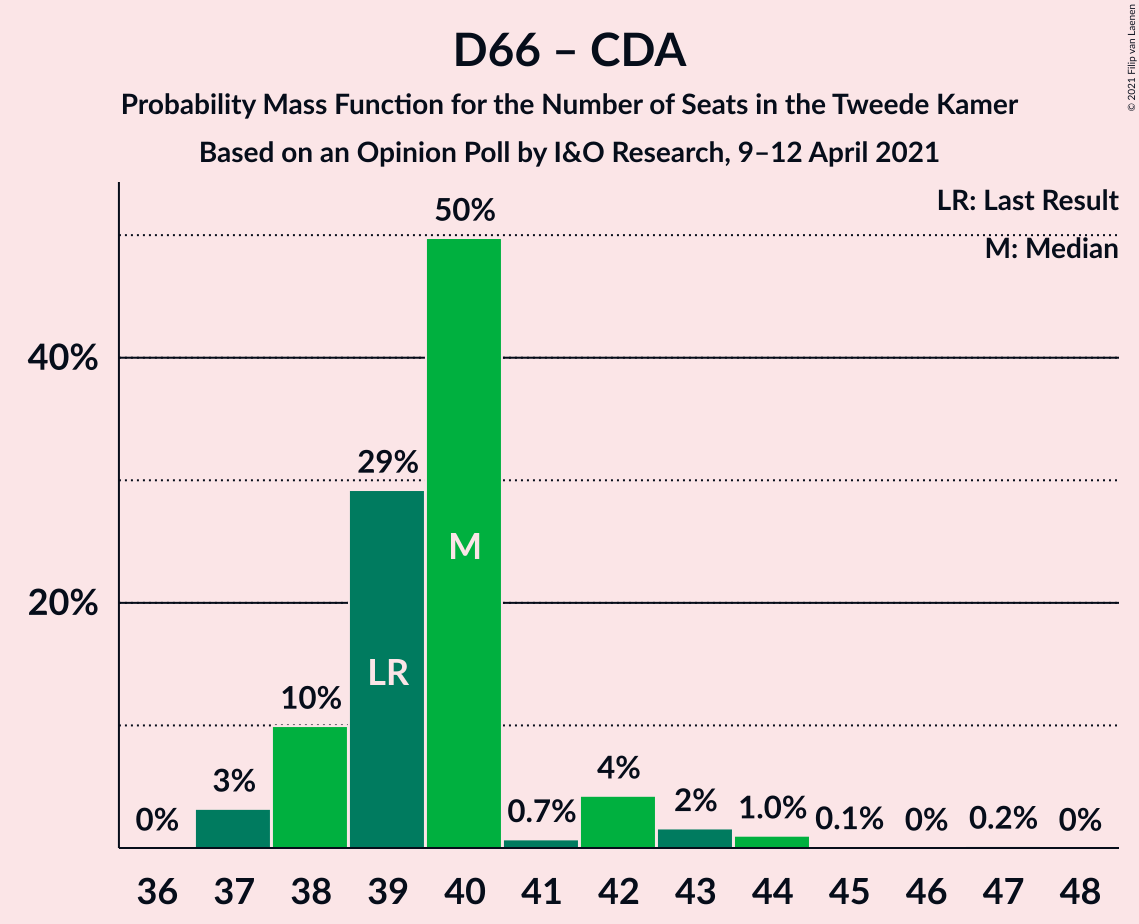 D66 – CDA
Probability Mass Function for the Number of Seats in the Tweede Kamer
Based on an Opinion Poll by I&O Research, 9–12 April 2021
© 2021 Filip van Laenen
LR: Last Result
M: Median
50%
40%
29%
M
20%
LR
10%
3%
4%
0%
0.7%
2%
1.0%
0.1%
0%
0.2%
0%
36 37 38 39 40 41 42 43 44 45 46 47 48